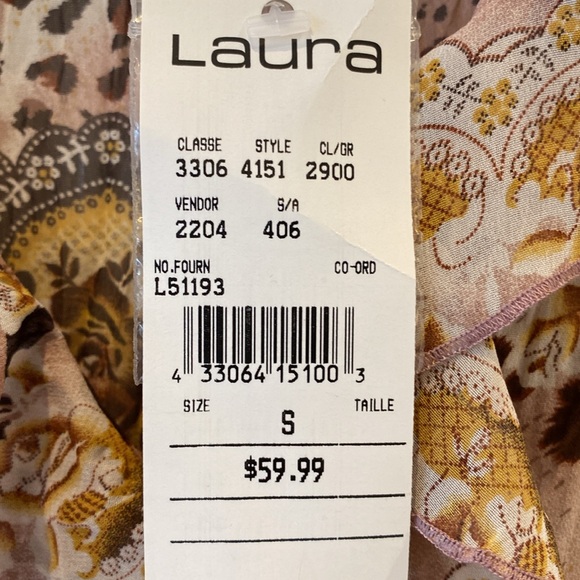 Laura
CLASSE STYLE CL/GR
3306 4151 2900
VENDOR S/A
2204 406
NO.FOURN CO-ORD
L51193
4 33064 15100 3
SIZE S TAILLE
$59.99